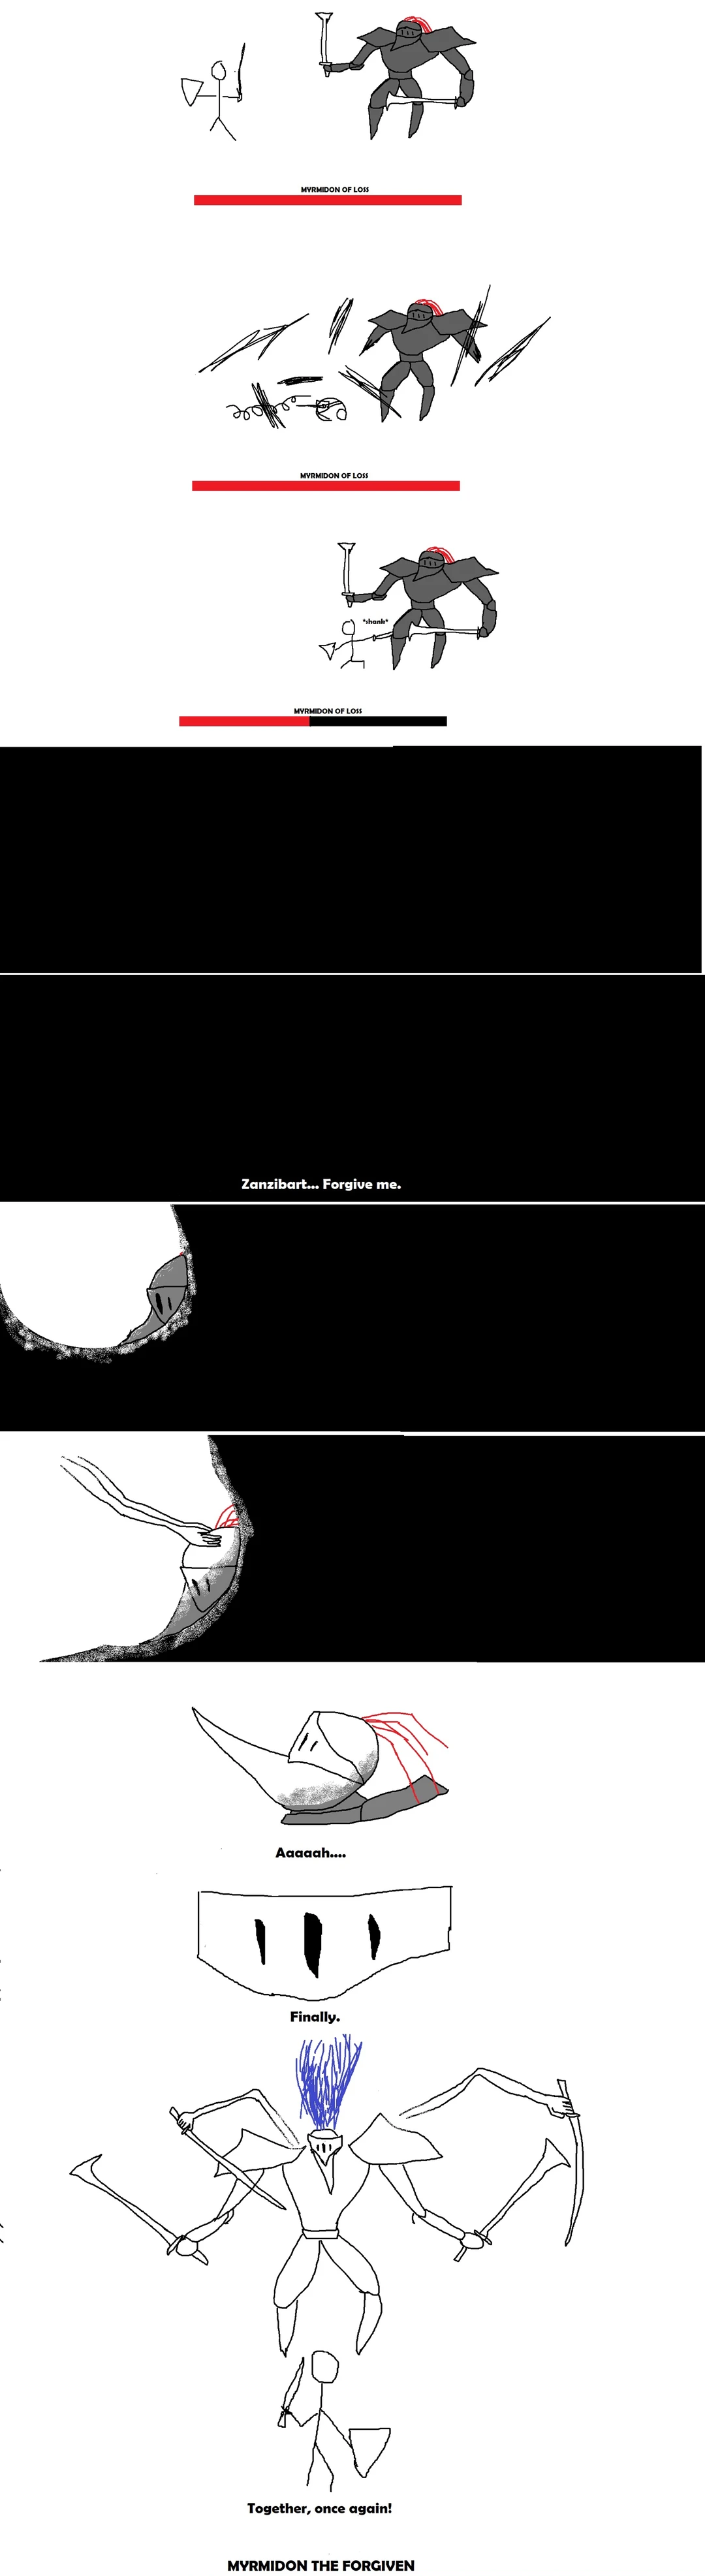 MYRMIDON OF LOSS
MYRMIDON OF LOSS
*shank*
MYRMIDON OF LOSS
Zanzibart... Forgive me.
Aaaaah....
Finally.
Together, once again!
MYRMIDON THE FORGIVEN